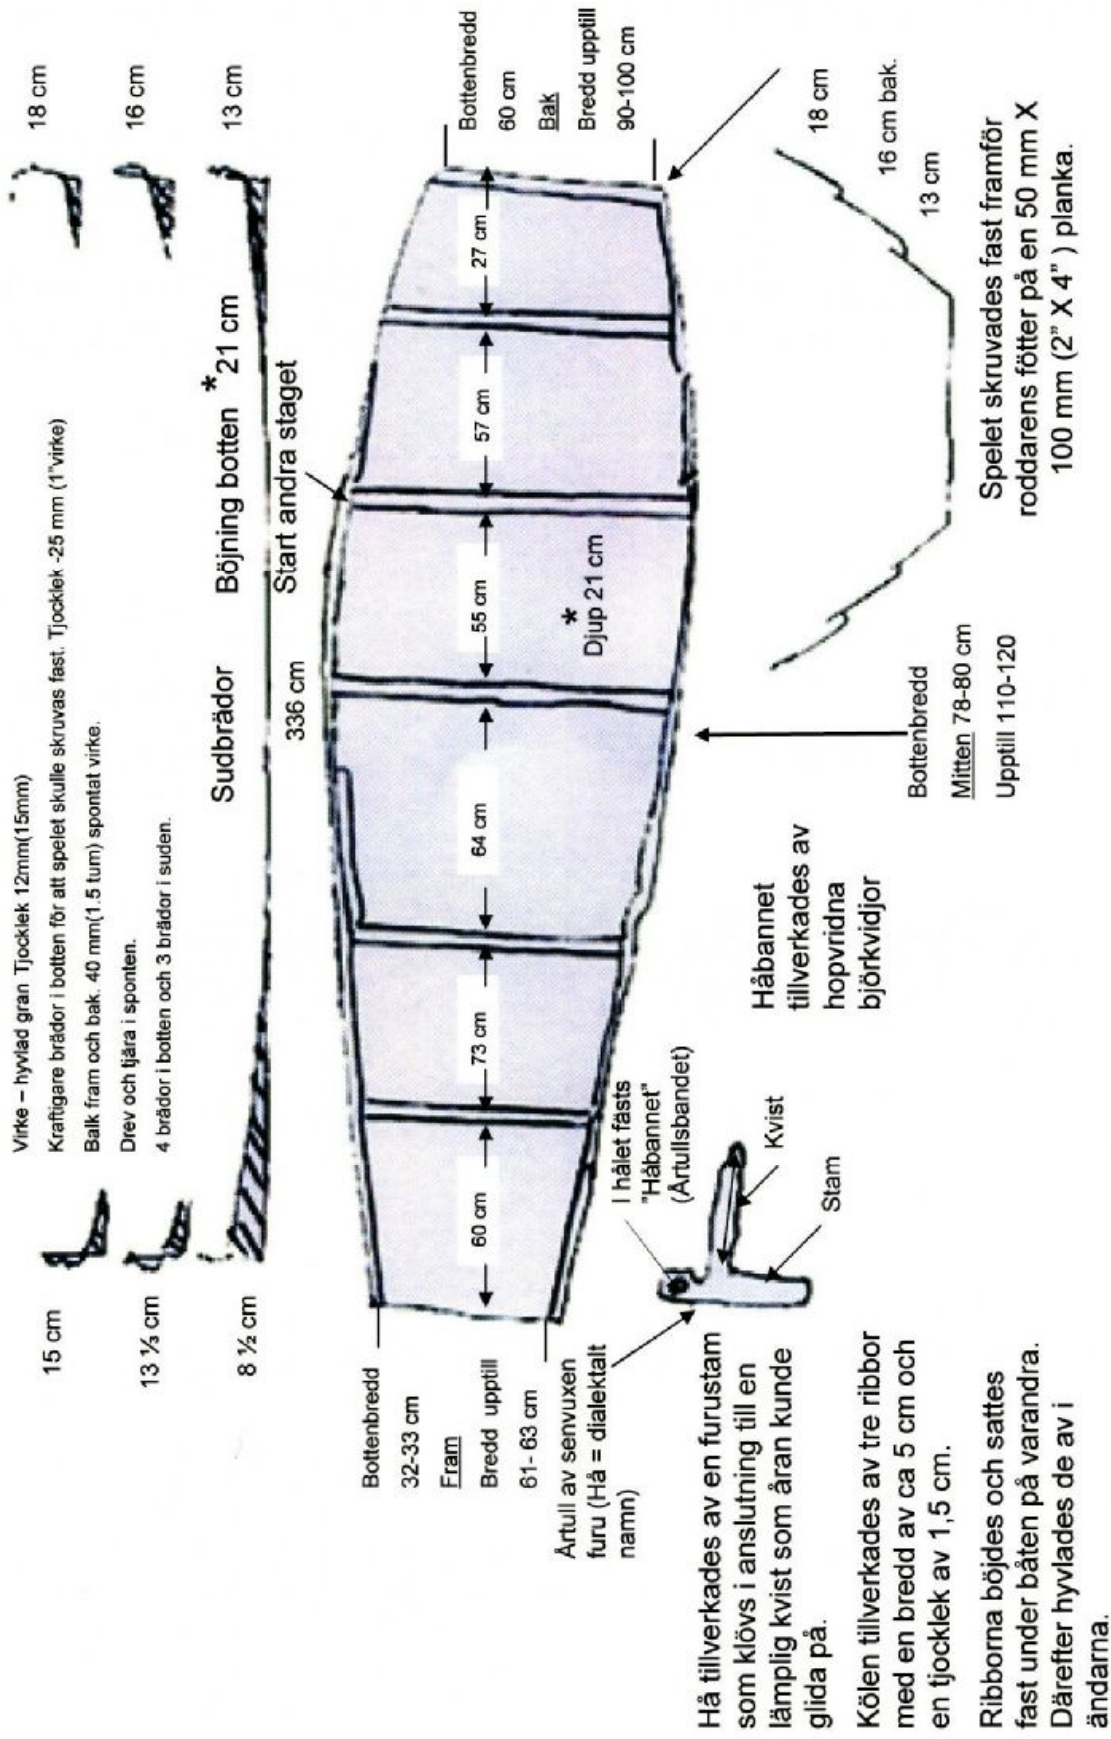 Virke – hyvlad gran Tjocklek 12mm(15mm)
Kraftigare brädor i botten för att spelet skulle skruvas fast. Tjocklek -25 mm (1"virke)
Balk fram och bak. 40 mm(1.5 tum) spontat virke.
Drev och tjära i sponten.
4 brädor i botten och 3 brädor i suden.
15 cm
13 ⅓ cm
8 ½ cm
18 cm
16 cm
13 cm
Sudbrädor
Böjning botten *21 cm
336 cm
Start andra staget
Bottenbredd
32-33 cm
Fram
Bredd upptill
61- 63 cm
60 cm
73 cm
64 cm
55 cm
57 cm
27 cm
*
Djup 21 cm
Bottenbredd
60 cm
Bak
Bredd upptill
90-100 cm
Årtull av senvuxen
furu (Hå = dialektalt
namn)
I hålet fästs
"Håbannet"
(Årtullsbandet)
Kvist
Stam
Håbannet
tillverkades av
hopvridna
björkvidjor
Bottenbredd
Mitten 78-80 cm
Upptill 110-120
18 cm
16 cm bak.
13 cm
Spelet skruvades fast framför
roddarens fötter på en 50 mm X
100 mm (2" X 4" ) planka.
Hå tillverkades av en furustam
som klövs i anslutning till en
lämplig kvist som åran kunde
glida på.
Kölen tillverkades av tre ribbor
med en bredd av ca 5 cm och
en tjocklek av 1,5 cm.
Ribborna böjdes och sattes
fast under båten på varandra.
Därefter hyvlades de av i
ändarna.